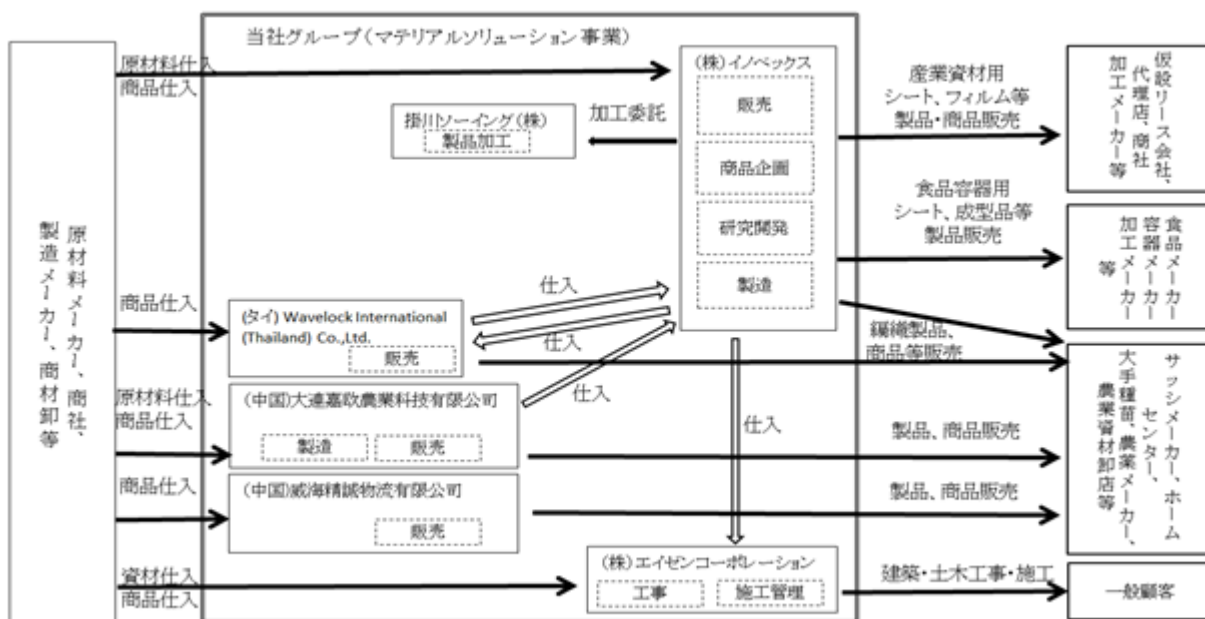 当社グループ(マテリアルソリューション事業)
原材料メーカー、商社、
製造メーカー、商材卸等
原材料仕入
商品仕入
(株)イノベックス
販売
商品企画
研究開発
製造
掛川ソーイング(株)
製品加工
加工委託
産業資材用
シート、フィルム等
製品・商品販売
仮設リース会社、
代理店、商社
加工メーカー等
食品容器用
シート、成型品等
製品販売
食品メーカー
容器メーカー
加工メーカー
等
商品仕入
(タイ) Wavelock International
(Thailand) Co.,Ltd.
販売
仕入
仕入
仕入
編織製品、
商品等販売
原材料仕入
商品仕入
(中国)大連嘉欧農業科技有限公司
製造
販売
仕入
製品、商品販売
サッシメーカー、ホーム
センター、
大手種苗、農業メーカー、
農業資材卸店等
商品仕入
(中国)威海精誠物流有限公司
販売
製品、商品販売
資材仕入
商品仕入
(株)エイゼンコーポレーション
工事
施工管理
建築・土木工事・施工
一般顧客